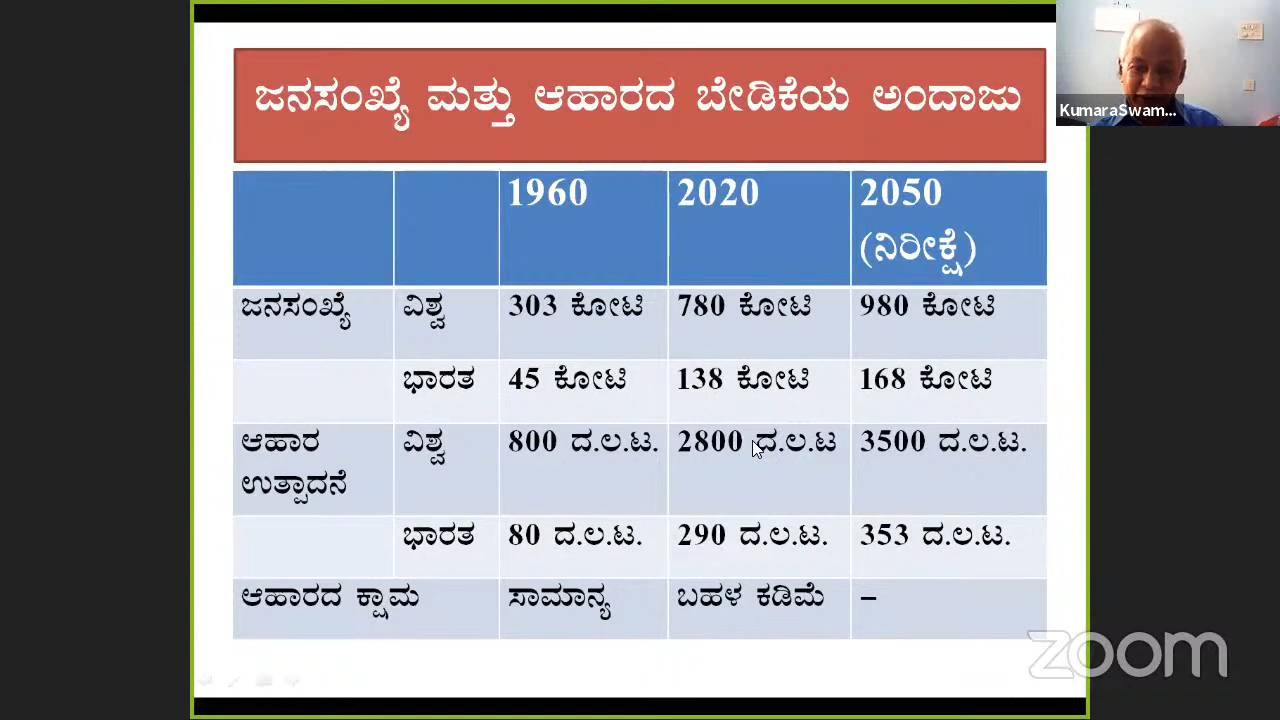 ಜನಸಂಖ್ಯೆ ಮತ್ತು ಆಹಾರದ ಬೇಡಿಕೆಯ ಅಂದಾಜು
KumaraSwam...
1960 2020 2050
(ನಿರೀಕ್ಷೆ)
ಜನಸಂಖ್ಯೆ ವಿಶ್ವ 303 ಕೋಟಿ 780 ಕೋಟಿ 980 ಕೋಟಿ
ಭಾರತ 45 ಕೋಟಿ 138 ಕೋಟಿ 168 ಕೋಟಿ
ಆಹಾರ ವಿಶ್ವ 800 ದ.ಲ.ಟ. 2800 ದ.ಲ.ಟ 3500 ದ.ಲ.ಟ.
ಉತ್ಪಾದನೆ
ಭಾರತ 80 ದ.ಲ.ಟ. 290 ದ.ಲ.ಟ. 353 ದ.ಲ.ಟ.
ಆಹಾರದ ಕ್ಷಾಮ ಸಾಮಾನ್ಯ ಬಹಳ ಕಡಿಮೆ –
zoom